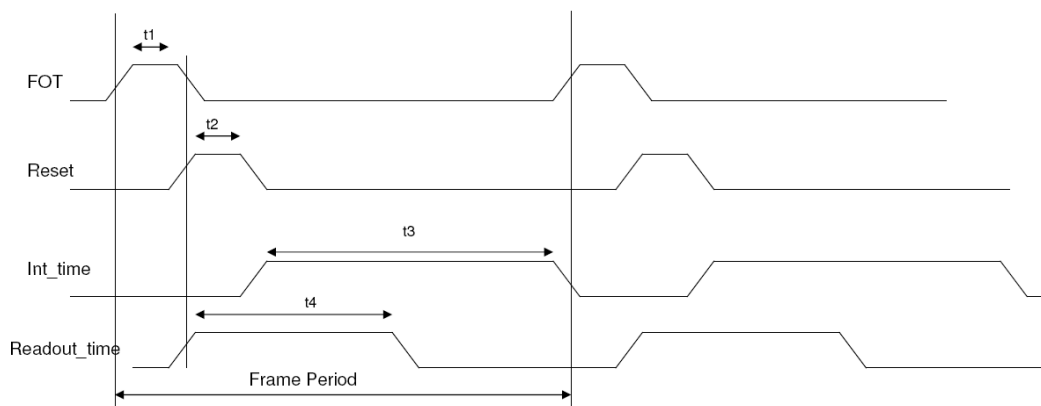 t1
FOT
t2
Reset
t3
Int_time
t4
Readout_time
Frame Period